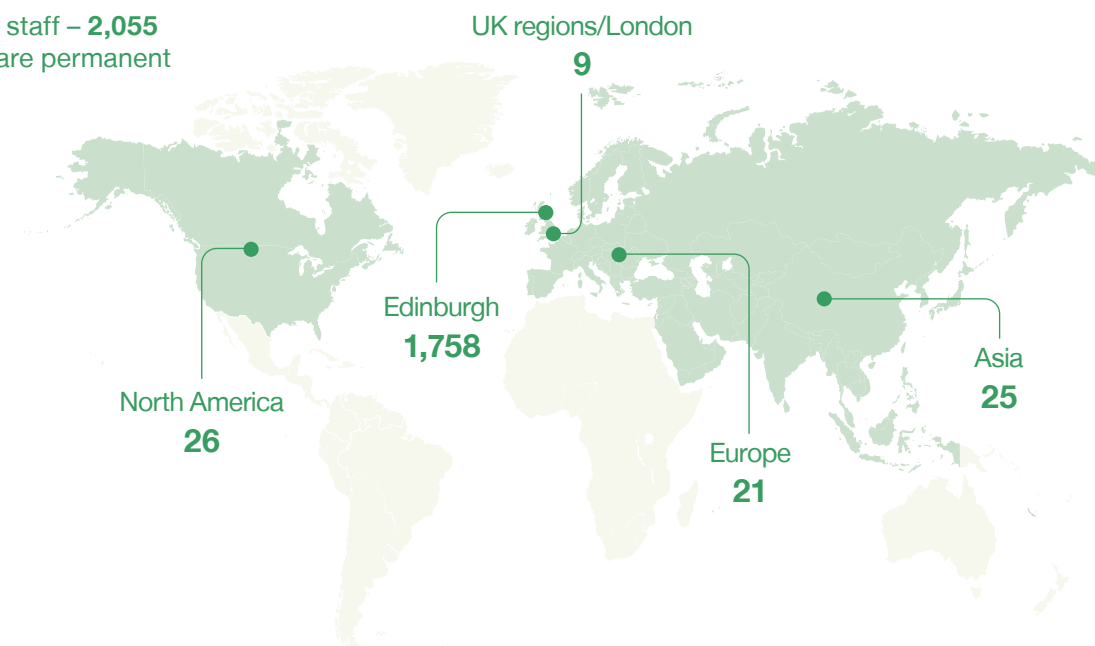 staff – 2,055
are permanent
UK regions/London
9
Edinburgh
1,758
North America
26
Asia
25
Europe
21